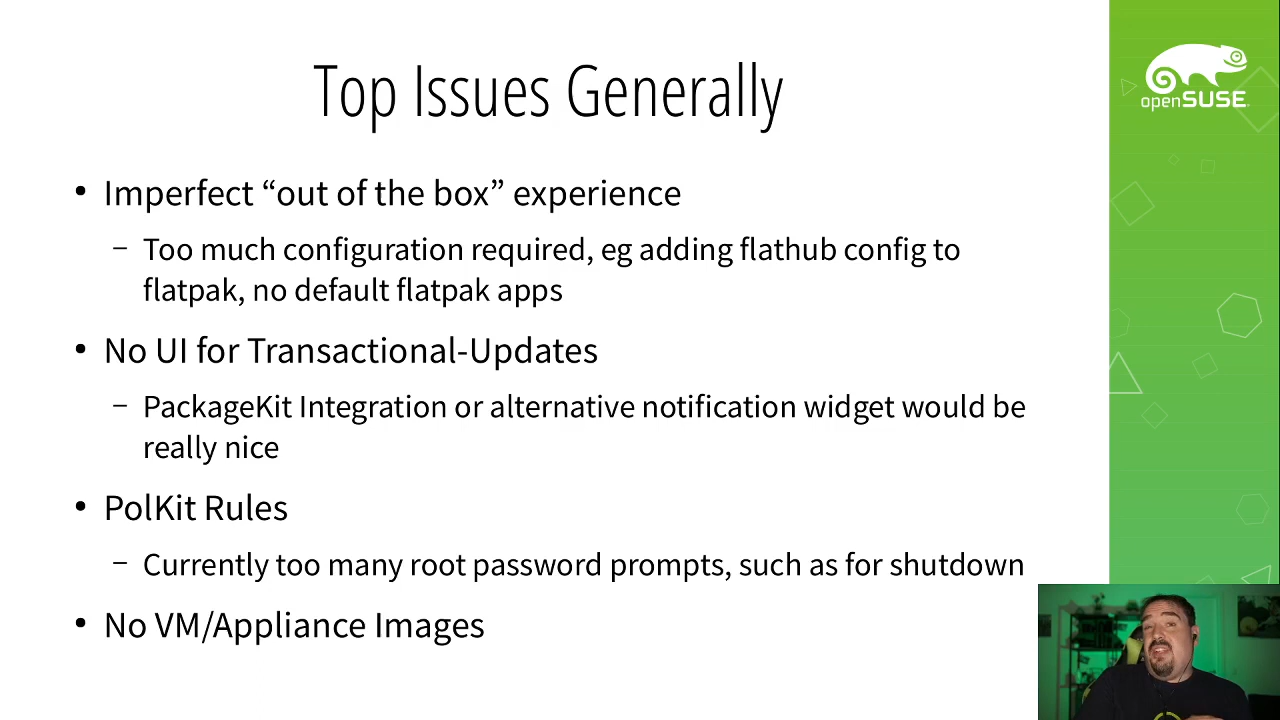 Top Issues Generally
openSUSE
• Imperfect “out of the box” experience
– Too much configuration required, eg adding flathub config to
flatpak, no default flatpak apps
• No UI for Transactional-Updates
– PackageKit Integration or alternative notification widget would be
really nice
• PolKit Rules
– Currently too many root password prompts, such as for shutdown
• No VM/Appliance Images